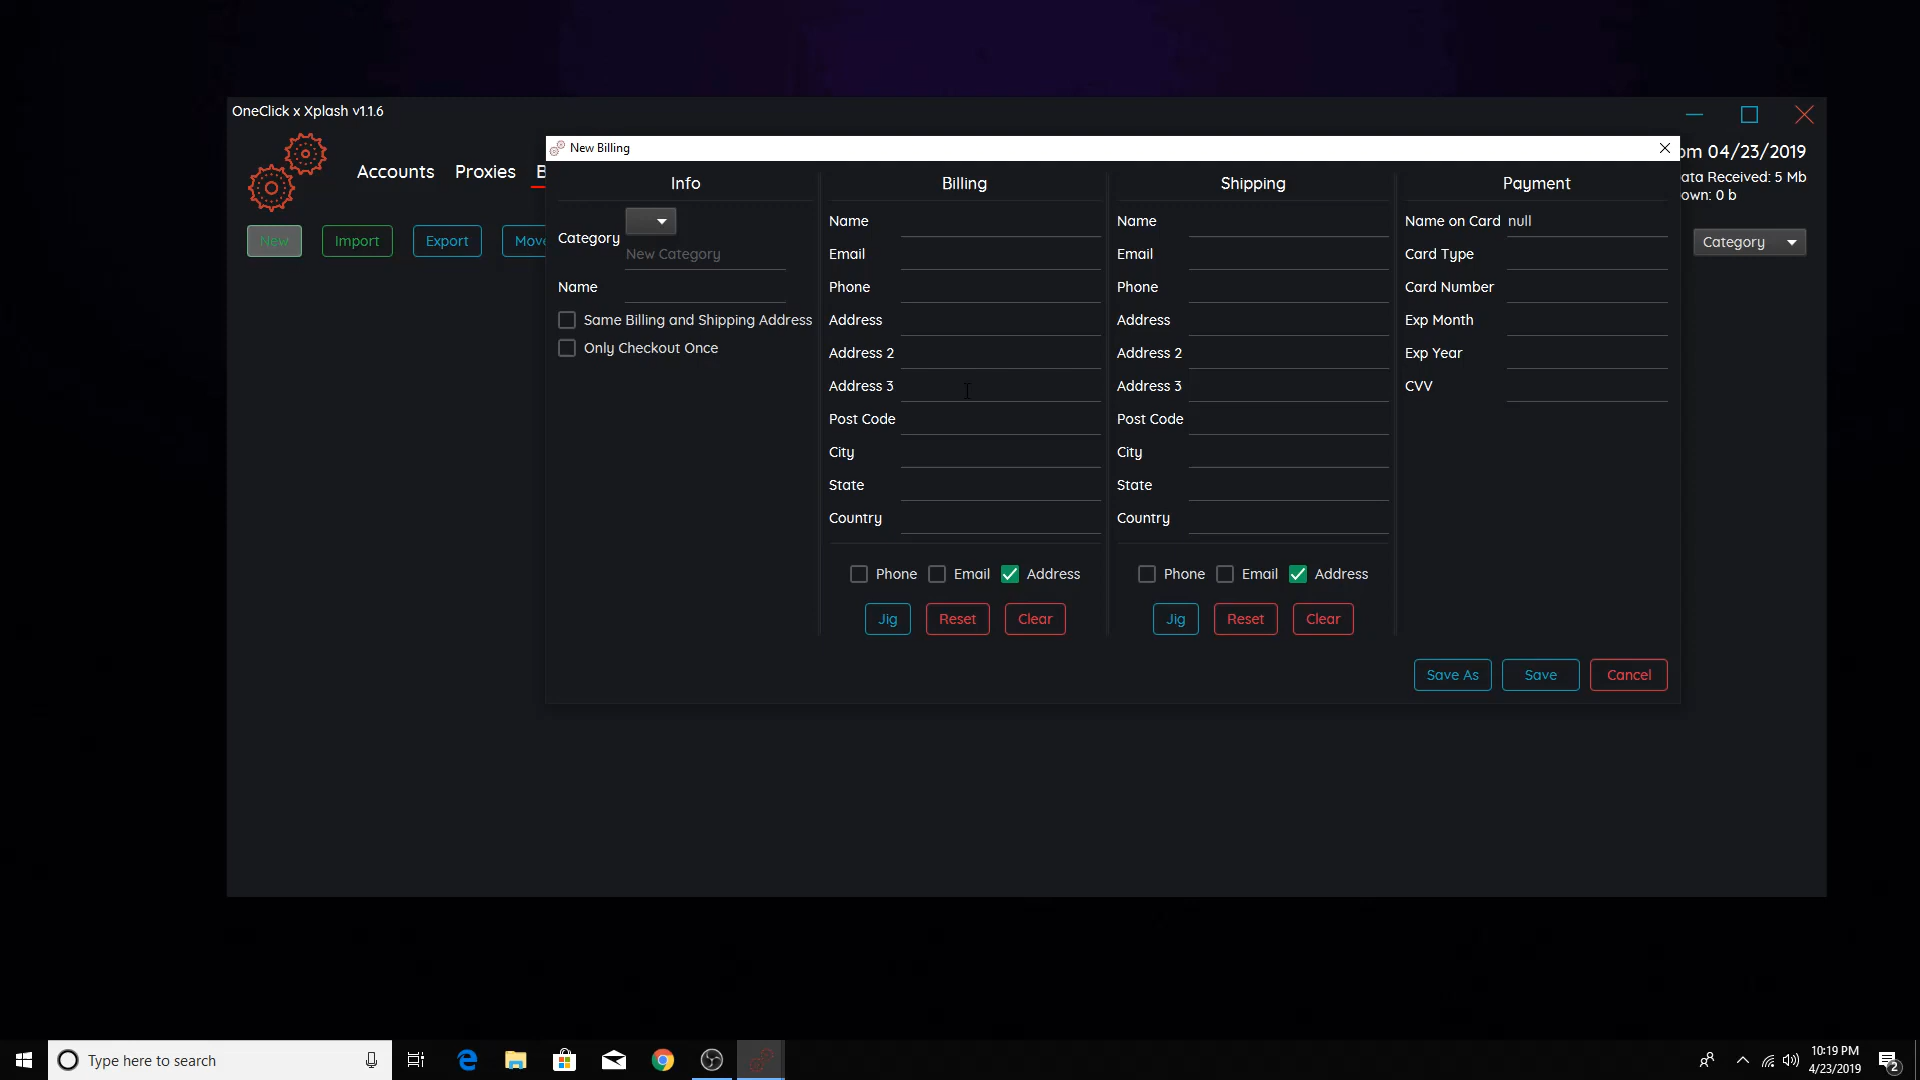 OneClick x Xplash v1.1.6
New Billing
Accounts Proxies B
om 04/23/2019
ata Received: 5 Mb
own: 0 b
New Import Export Move
Category
Info
Category
New Category
Name
Same Billing and Shipping Address
Only Checkout Once
Billing
Name
Email
Phone
Address
Address 2
Address 3
Post Code
City
State
Country
Phone Email Address
Jig Reset Clear
Shipping
Name
Email
Phone
Address
Address 2
Address 3
Post Code
City
State
Country
Phone Email Address
Jig Reset Clear
Payment
Name on Card null
Card Type
Card Number
Exp Month
Exp Year
CVV
Save As Save Cancel
Type here to search
10:19 PM
4/23/2019
2